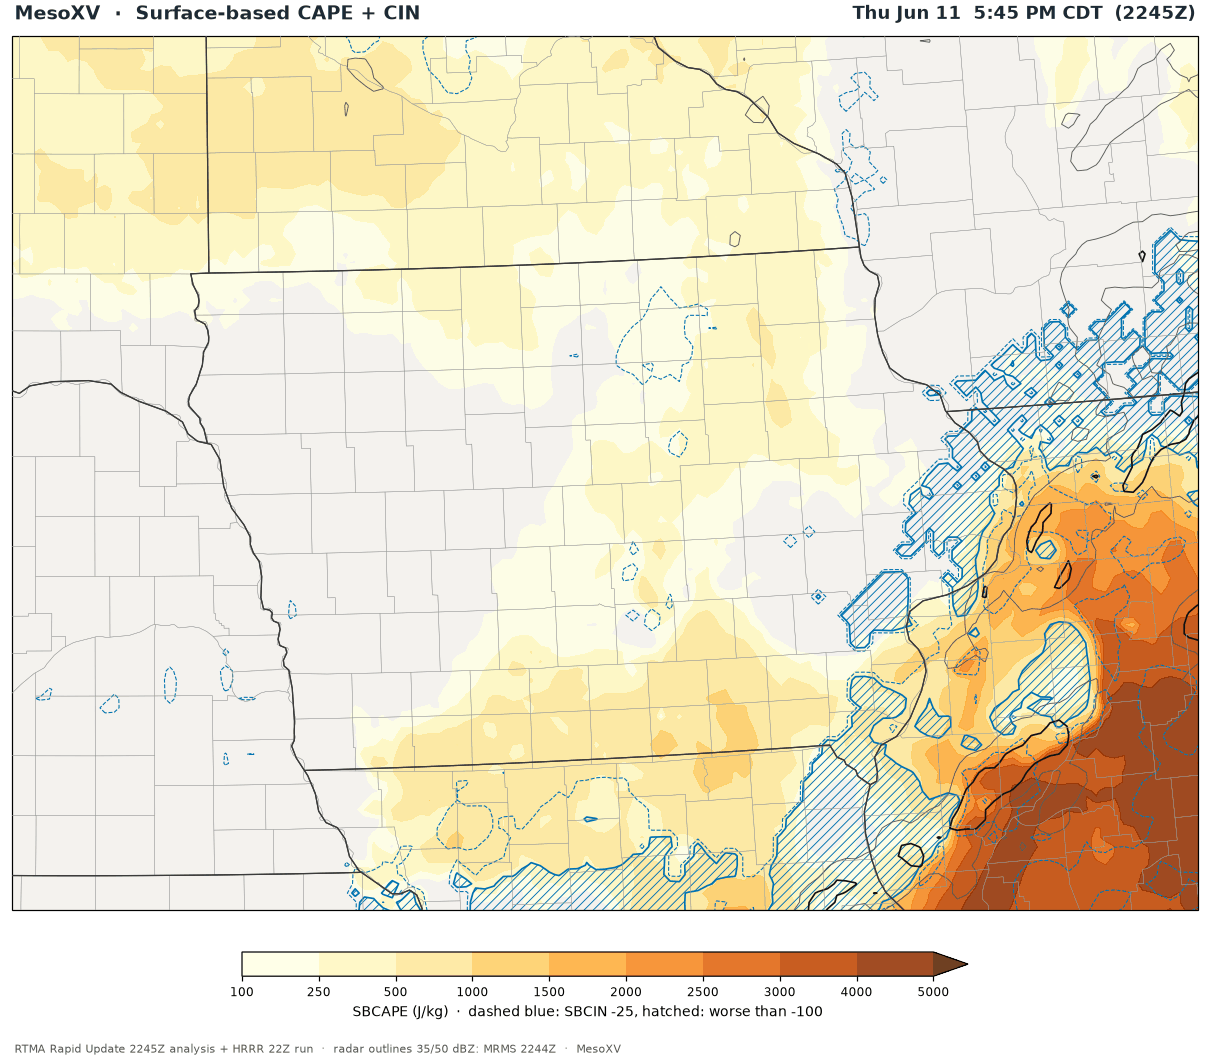 MesoXV · Surface-based CAPE + CIN
Thu Jun 11 5:45 PM CDT (2245Z)
100 250 500 1000 1500 2000 2500 3000 4000 5000
SBCAPE (J/kg) · dashed blue: SBCIN -25, hatched: worse than -100
RTMA Rapid Update 2245Z analysis + HRRR 22Z run · radar outlines 35/50 dBZ: MRMS 2244Z · MesoXV